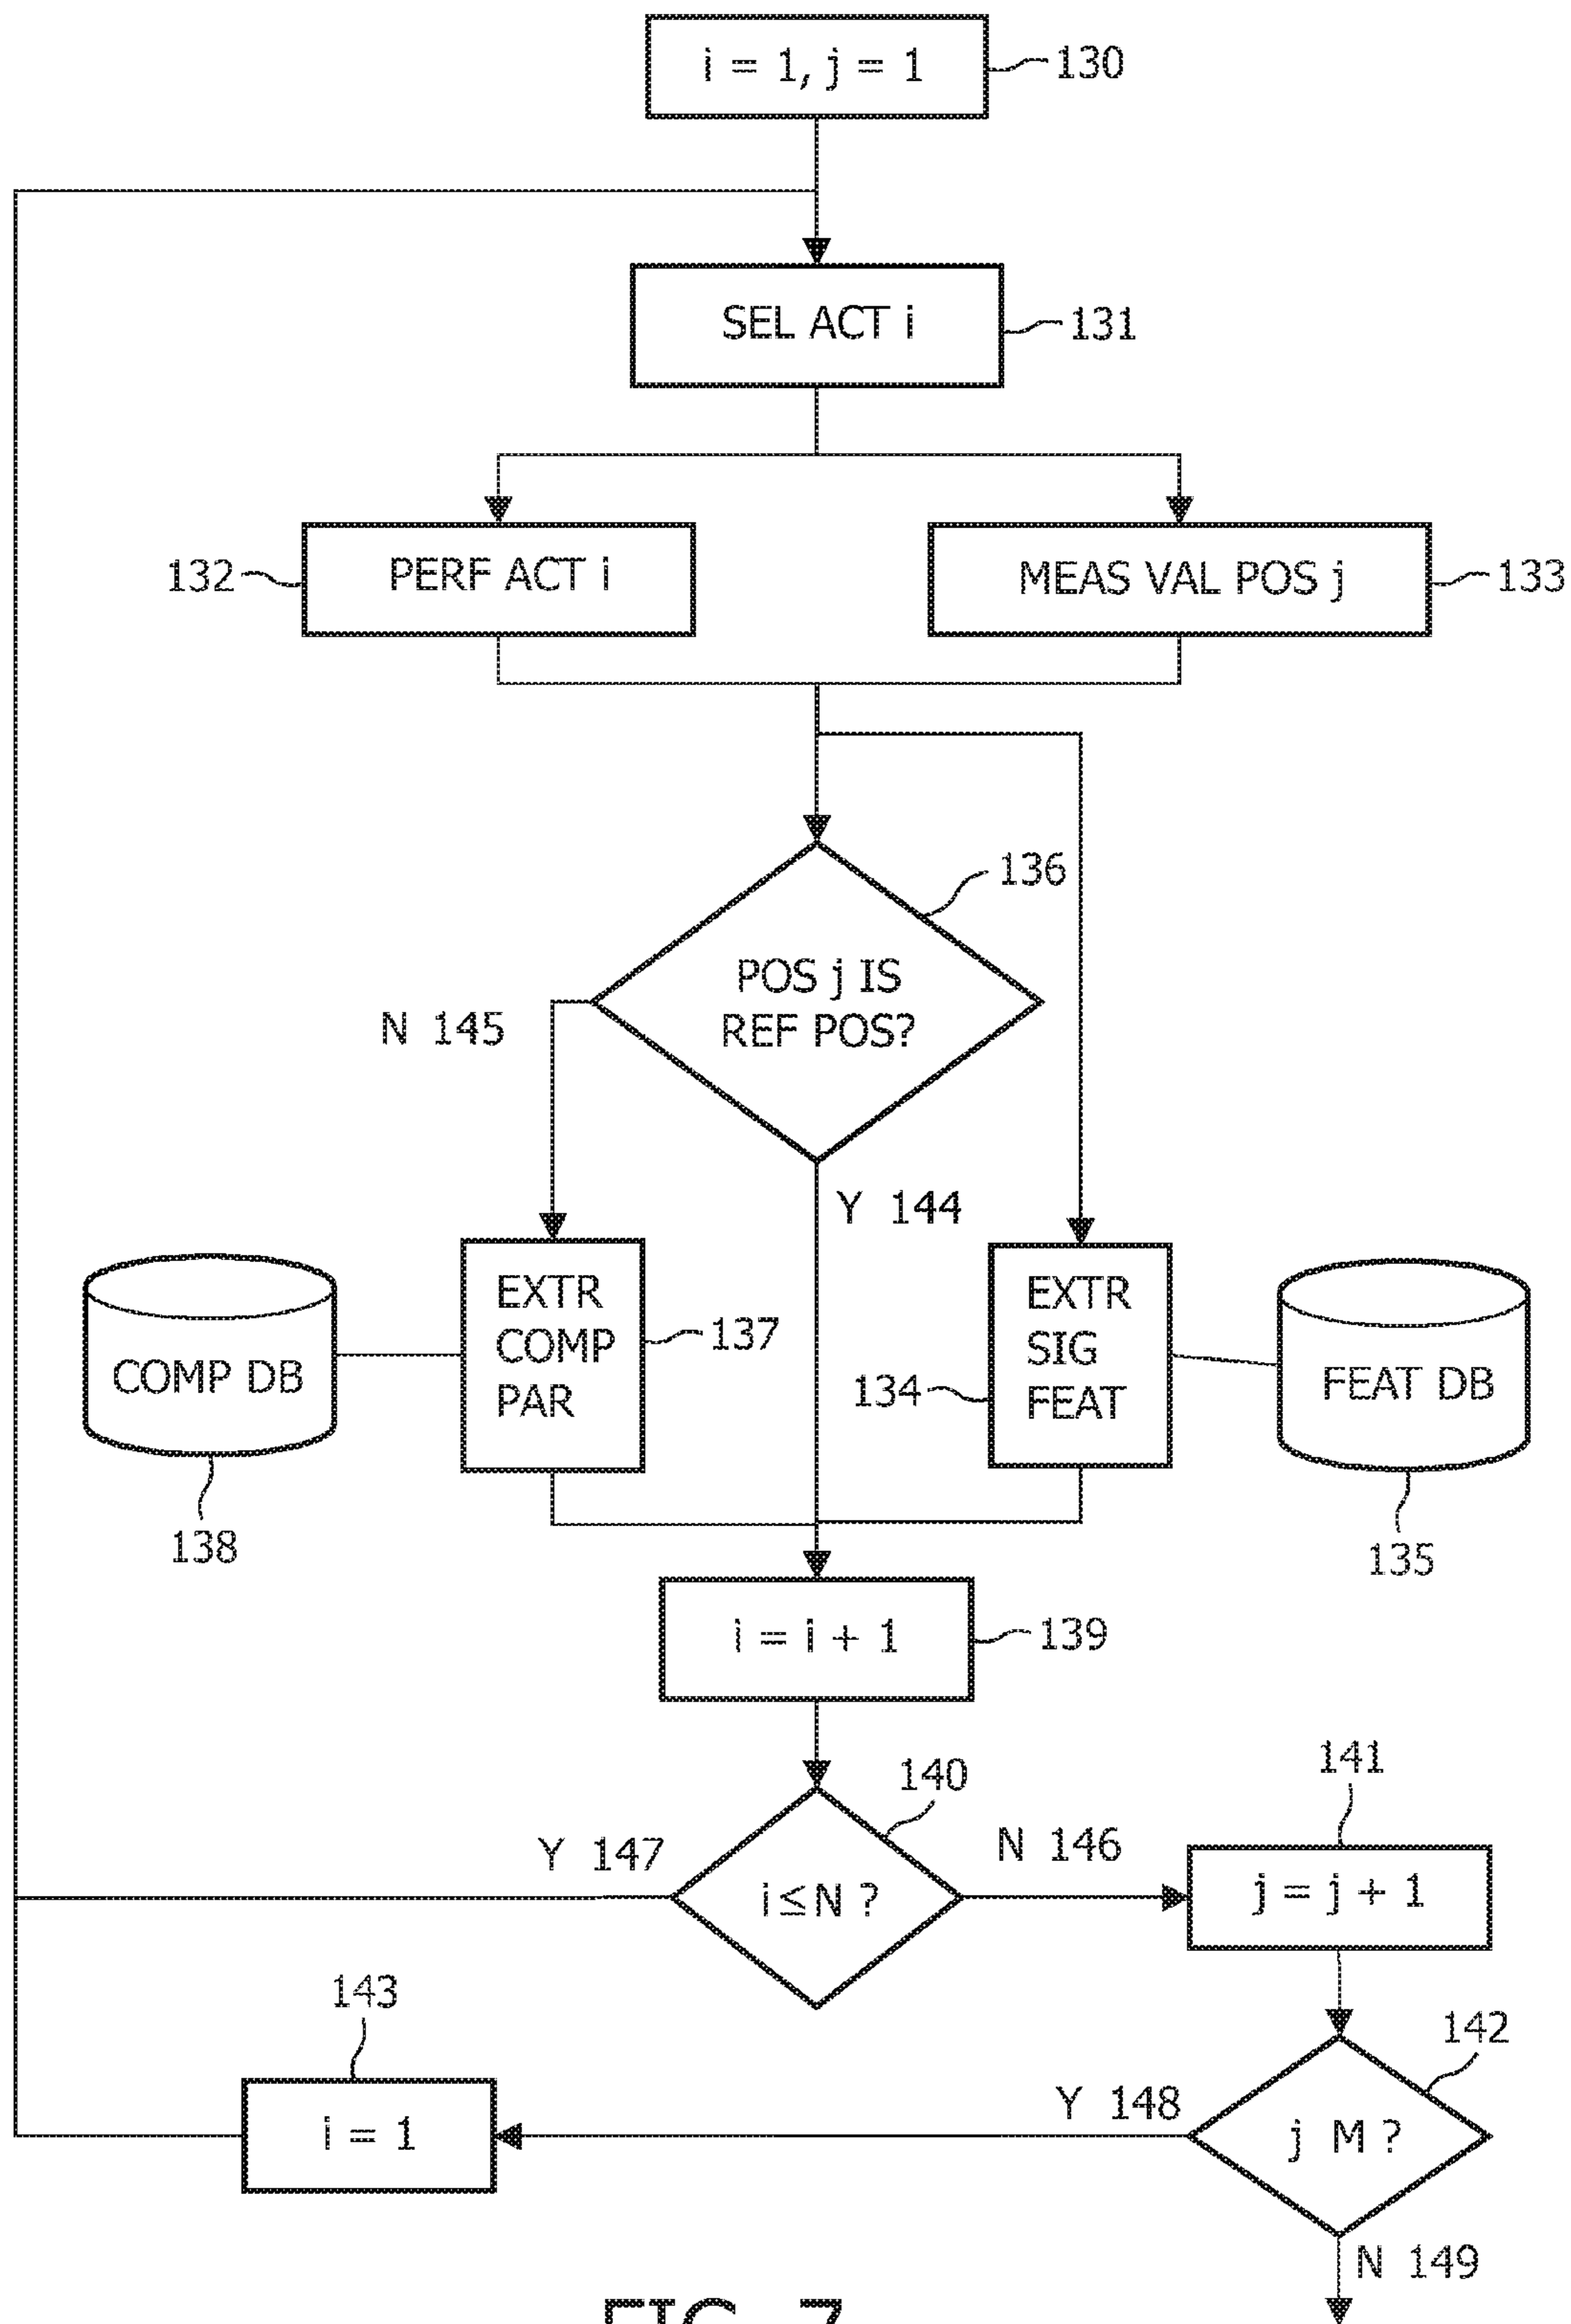 i = 1, j = 1
130
SEL ACT i
131
132
PERF ACT i
MEAS VAL POS j
133
136
POS j IS
REF POS?
N 145
Y 144
COMP DB
138
EXTR
COMP
PAR
137
134
EXTR
SIG
FEAT
FEAT DB
135
i = i + 1
139
140
Y 147
i ≤ N ?
N 146
141
j = j + 1
143
i = 1
142
Y 148
j M ?
N 149
FIG. 7